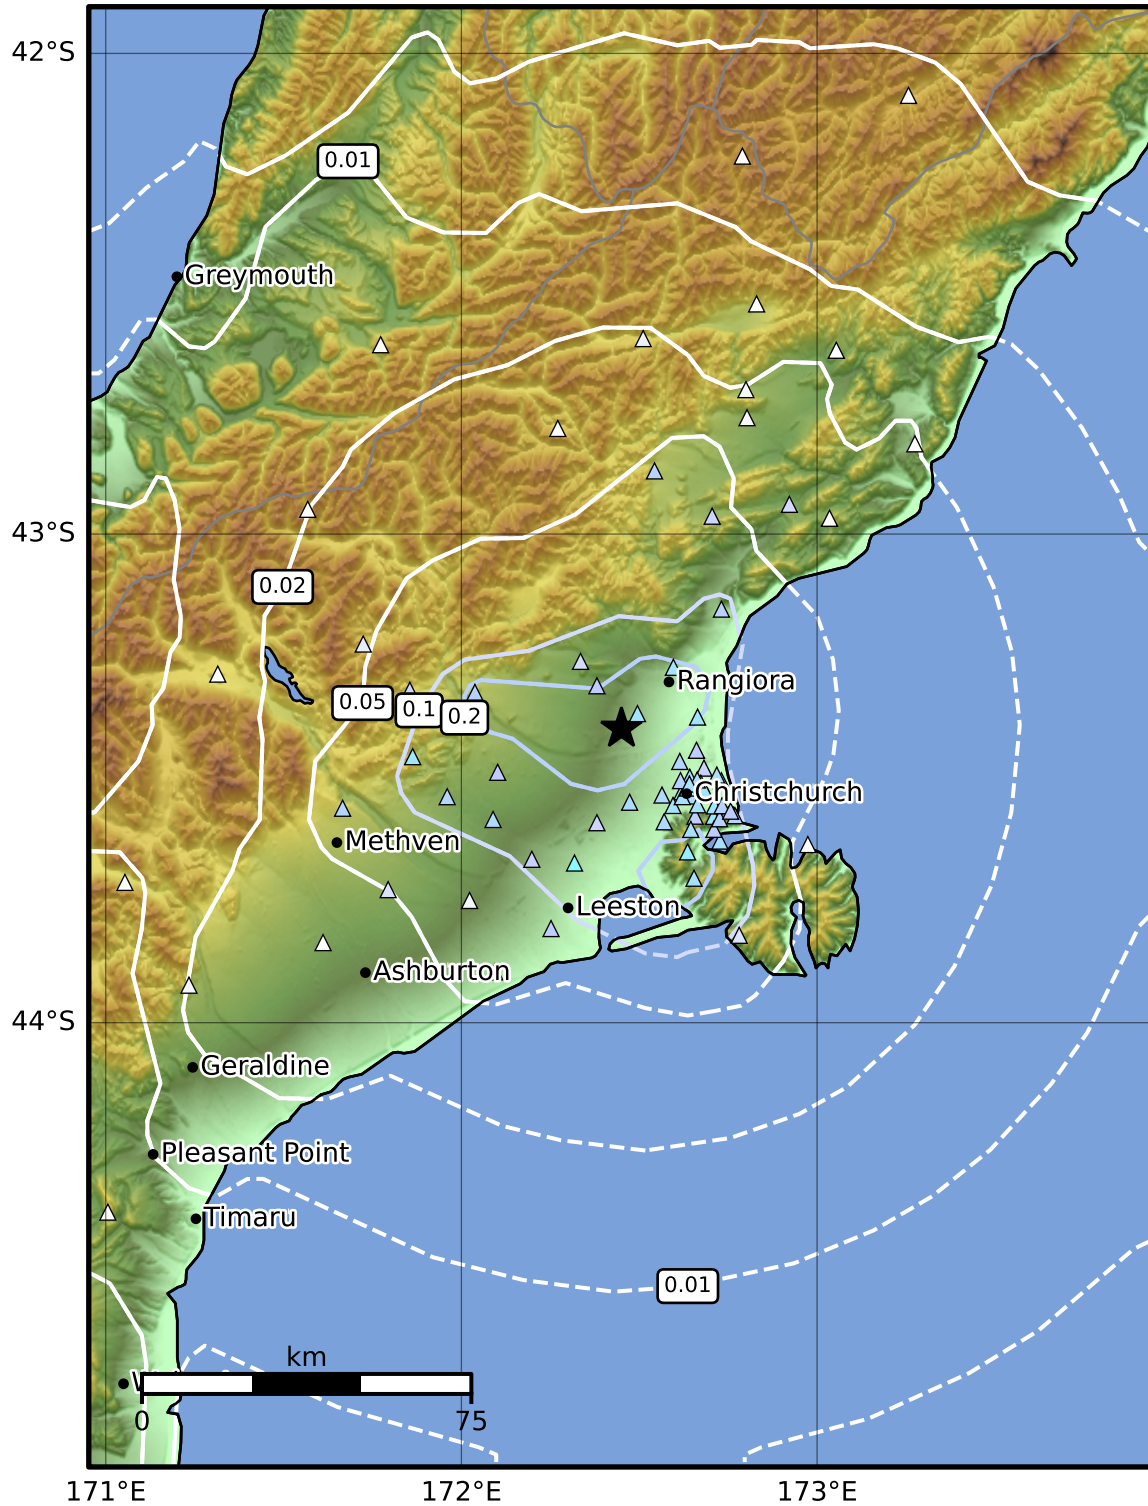 42°S
0.01
Greymouth
43°S
0.02
0.05
0.1
0.2
Rangiora
Christchurch
Methven
Leeston
Ashburton
44°S
Geraldine
Pleasant Point
Timaru
0.01
km
0
75
171°E
172°E
173°E